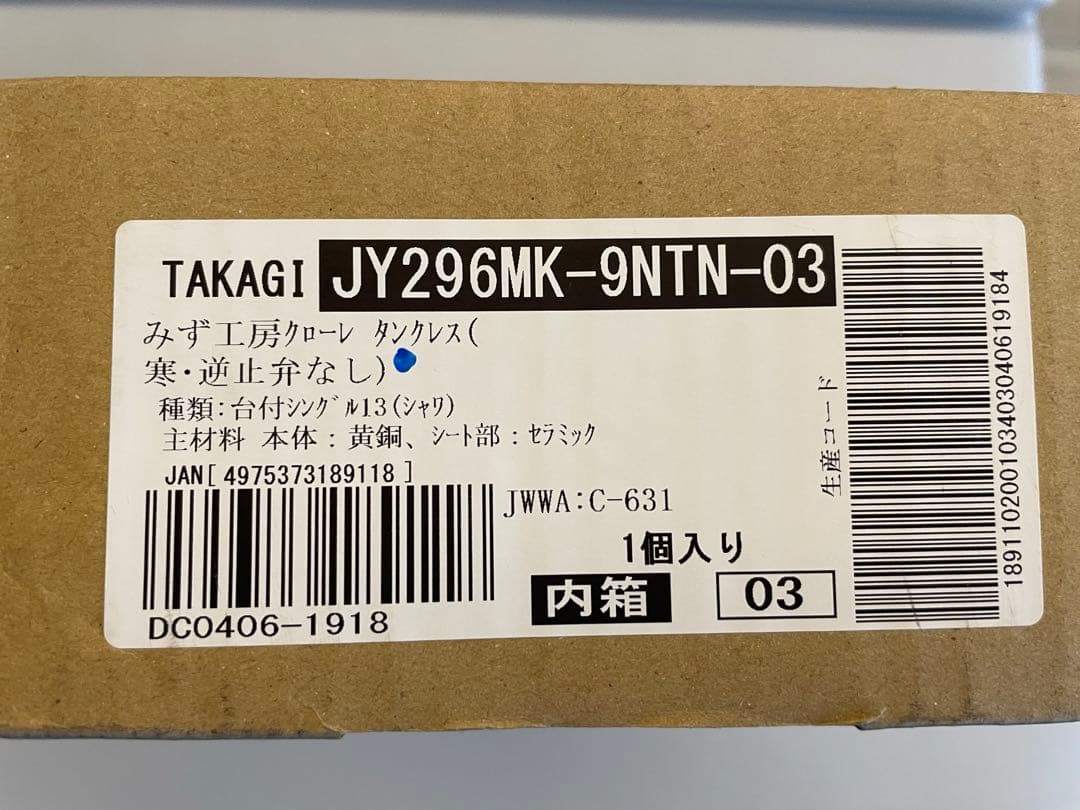 TAKAGI JY296MK-9NTN-03
みず工房ｸﾛｰﾚ ﾀﾝｸﾚｽ(
寒･逆止弁なし)
種類:台付ｼﾝｸﾞﾙ13(ｼｬﾜ)
主材料 本体:黄銅、ｼｰﾄ部:ｾﾗﾐｯｸ
JAN[4975373189118]
JWWA:C-631
1個入り
内箱 03
DC0406-1918
生産コード
18911020010340304061​9184